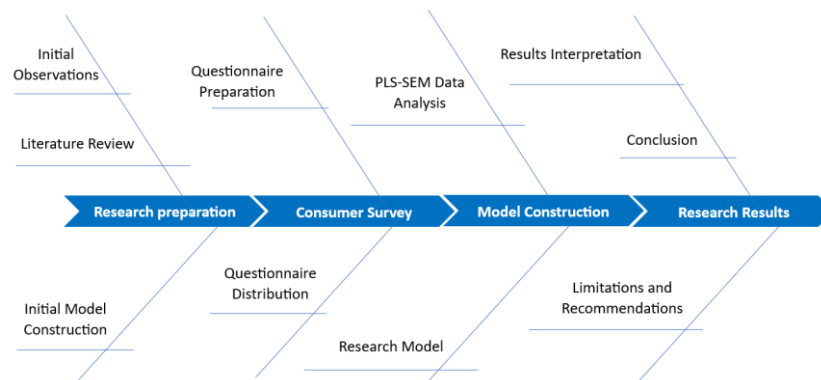 Initial
Observations
Literature Review
Questionnaire
Preparation
PLS-SEM Data
Analysis
Results Interpretation
Conclusion
Research preparation
Consumer Survey
Model Construction
Research Results
Initial Model
Construction
Questionnaire
Distribution
Research Model
Limitations and
Recommendations